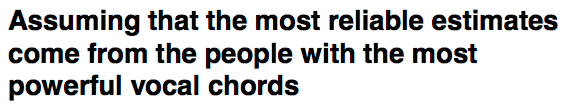 Assuming that the most reliable estimates
come from the people with the most
powerful vocal chords